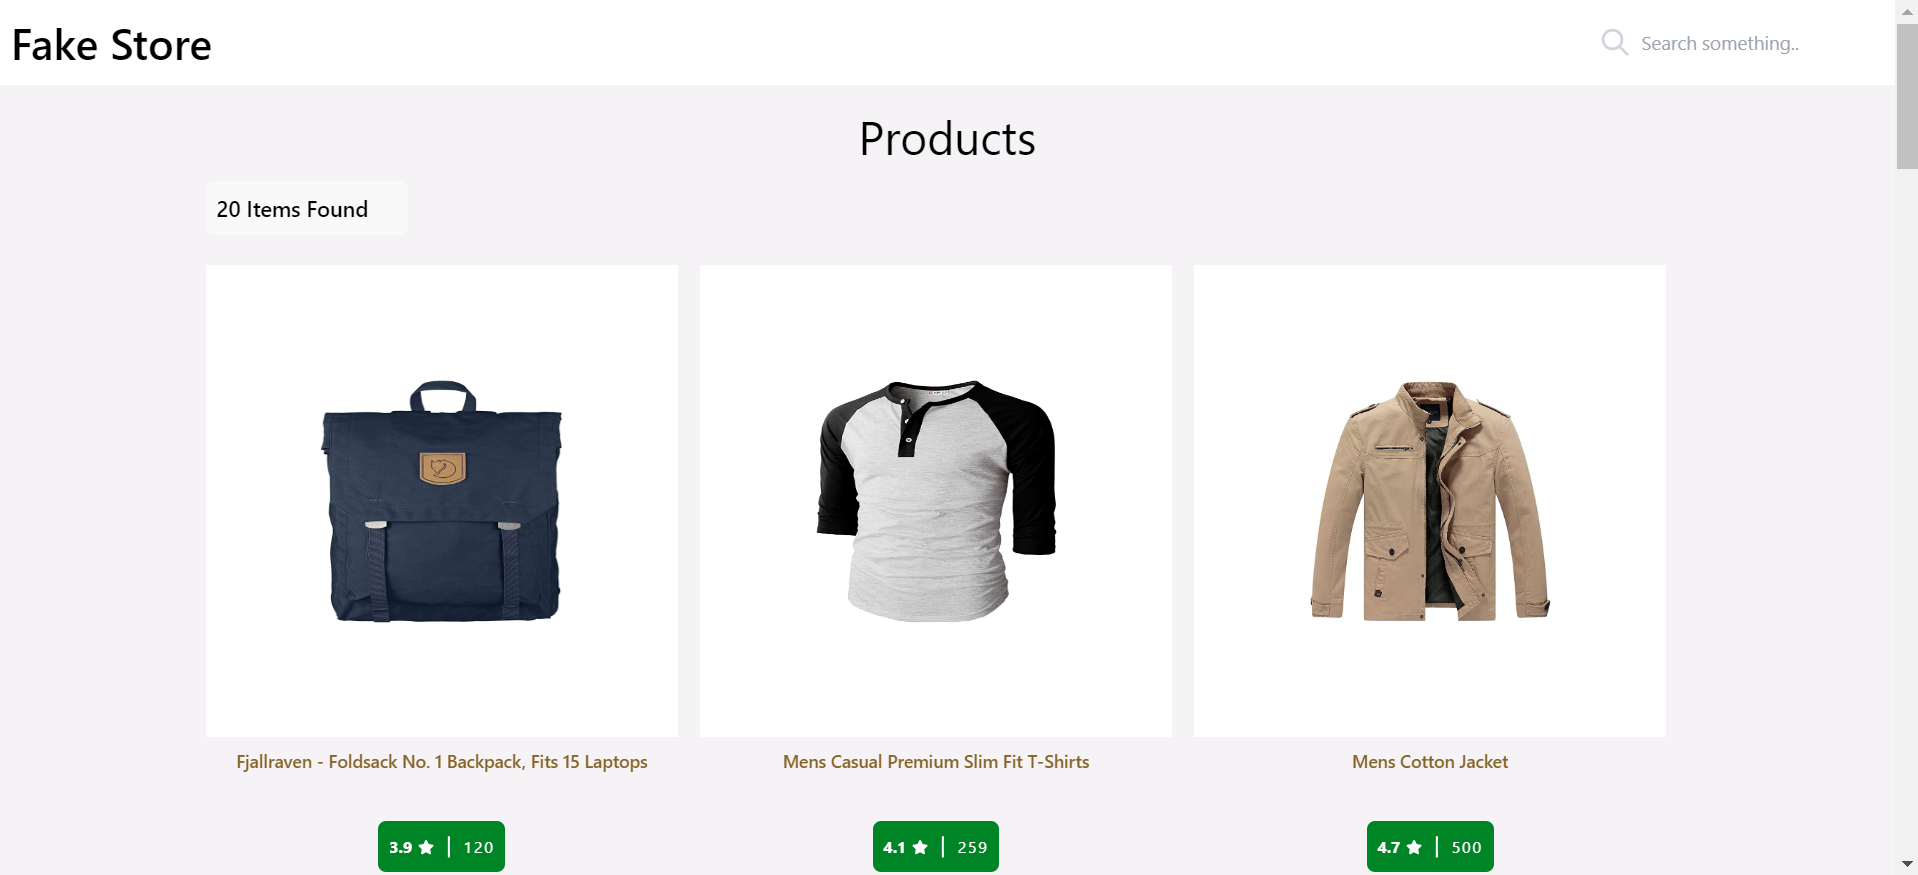 Fake Store
Search something..
Products
20 Items Found
Fjallraven - Foldsack No. 1 Backpack, Fits 15 Laptops
Mens Casual Premium Slim Fit T-Shirts
Mens Cotton Jacket
3.9 ★ | 120
4.1 ★ | 259
4.7 ★ | 500